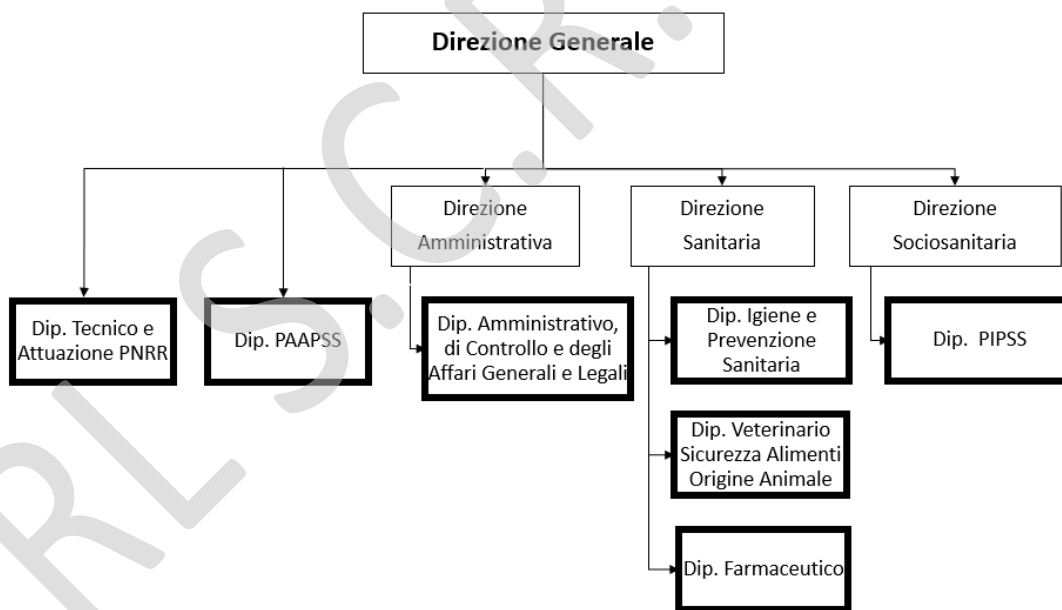 Direzione Generale
Direzione
Amministrativa
Direzione
Sanitaria
Direzione
Sociosanitaria
Dip. Tecnico e
Attuazione PNRR
Dip. PAAPSS
Dip. Amministrativo,
di Controllo e degli
Affari Generali e Legali
Dip. Igiene e
Prevenzione
Sanitaria
Dip. PIPSS
Dip. Veterinario
Sicurezza Alimenti
Origine Animale
Dip. Farmaceutico
RL S.C.R.